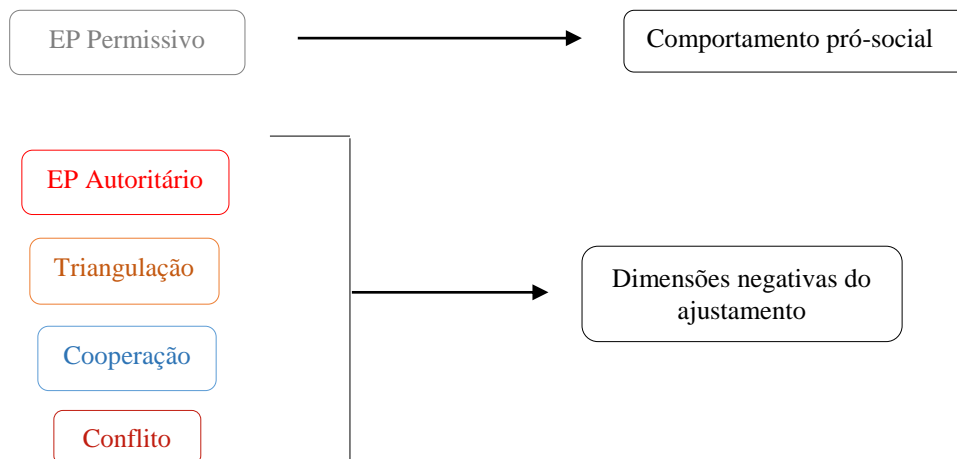 EP Permissivo
Comportamento pró-social
EP Autoritário
Triangulação
Cooperação
Conflito
Dimensões negativas do
ajustamento